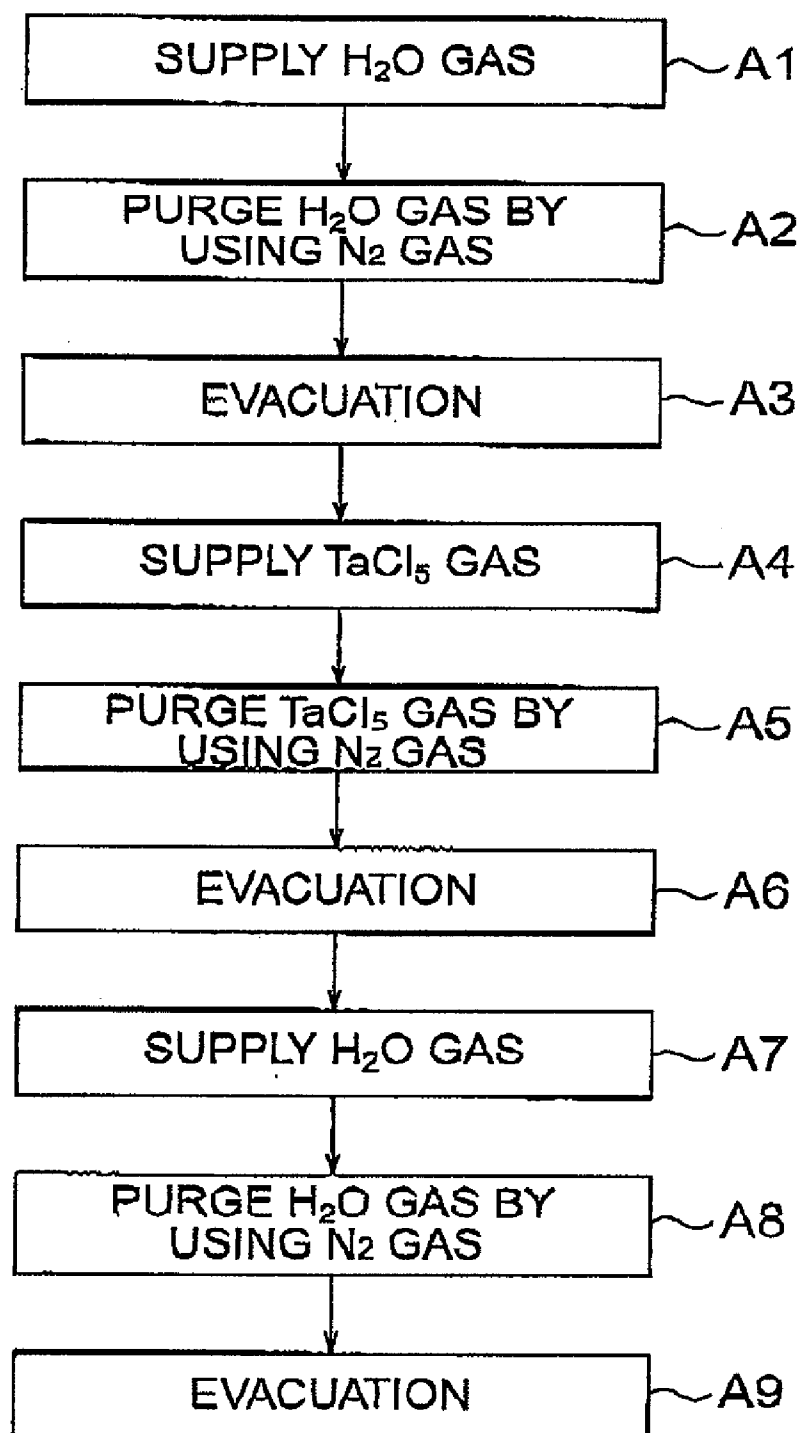 SUPPLY H₂O GAS
A1
PURGE H₂O GAS BY
USING N₂ GAS
A2
EVACUATION
A3
SUPPLY TaCl₅ GAS
A4
PURGE TaCl₅ GAS BY
USING N₂ GAS
A5
EVACUATION
A6
SUPPLY H₂O GAS
A7
PURGE H₂O GAS BY
USING N₂ GAS
A8
EVACUATION
A9